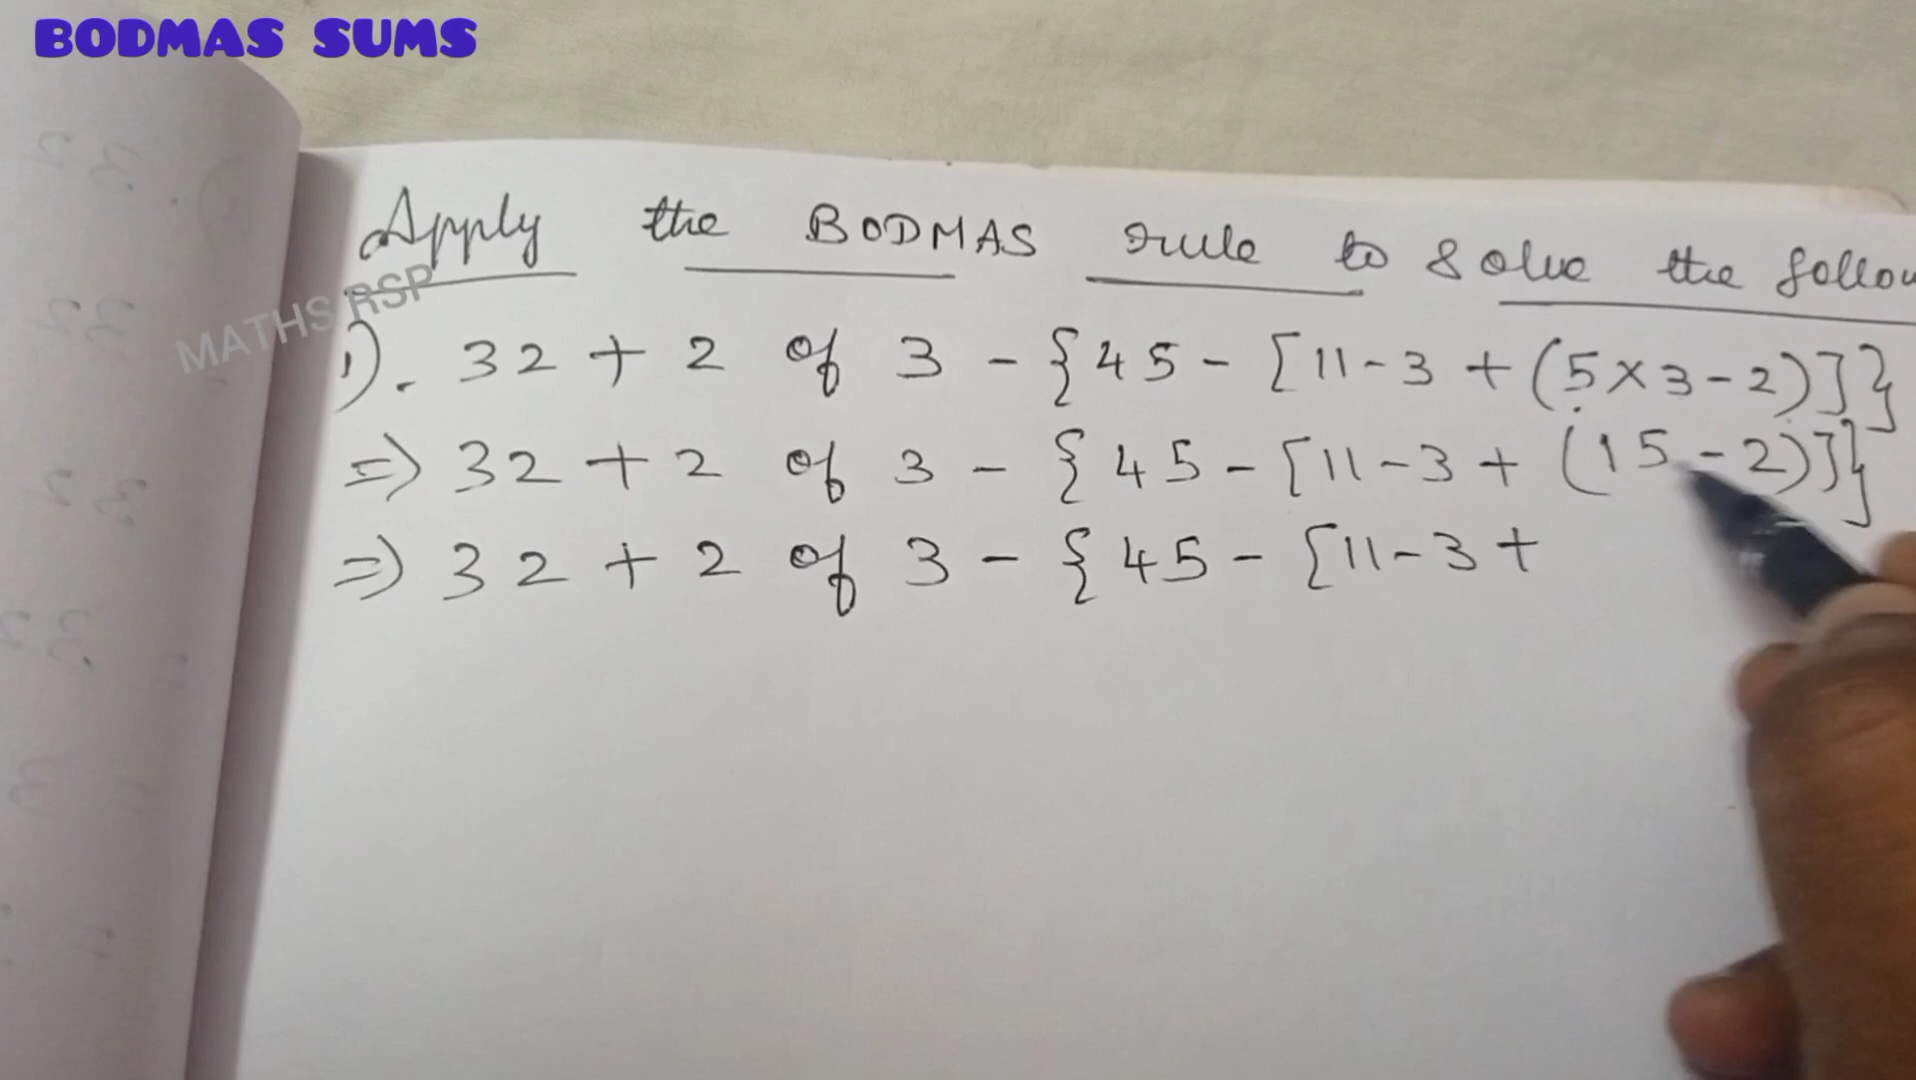 BODMAS SUMS
Apply the BODMAS rule to solve the
MATHS RSP
1). 32 + 2 of 3 - {45 - [11-3 + (5×3-2)]}
=> 32 + 2 of 3 - {45 - [11-3 + (15-2)]}
=> 32 + 2 of 3 - {45 - [11-3 +